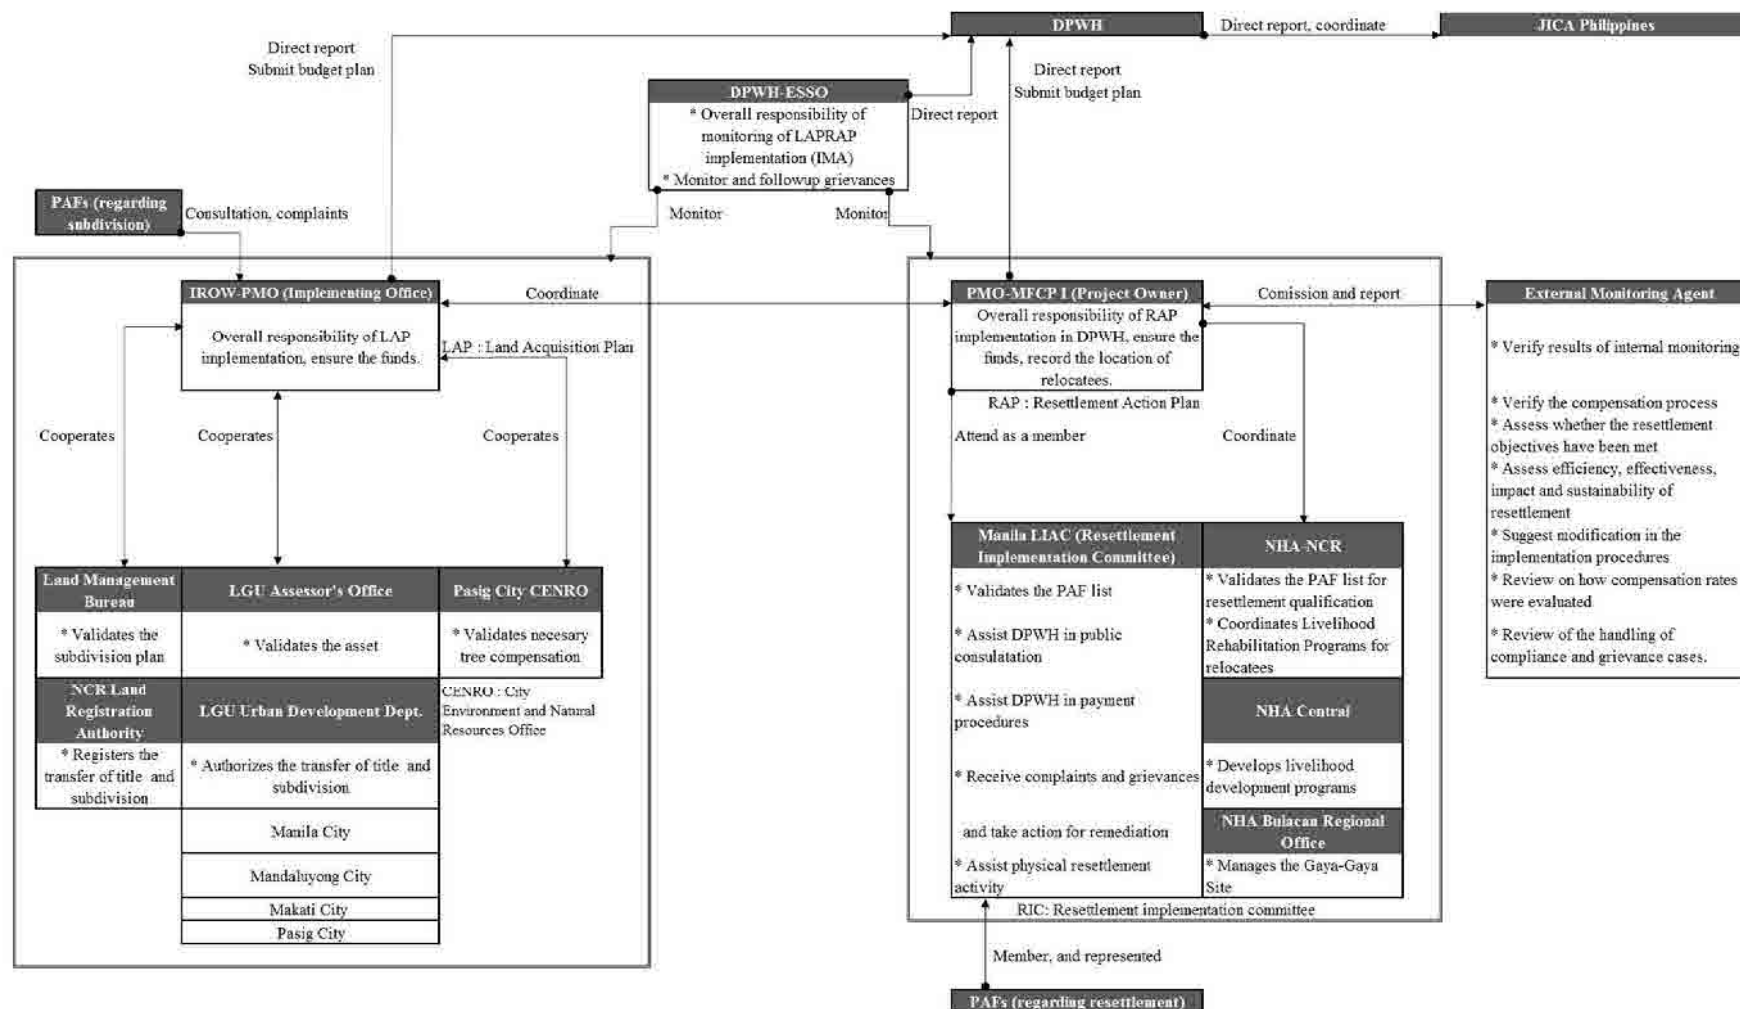 DPWH
Direct report, coordinate
JICA Philippines
Direct report
Submit budget plan
Direct report
Submit budget plan
DPWH-ESSO
* Overall responsibility of
monitoring of LAPRAP
implementation (IMA)
* Monitor and followup grievances
Direct report
PAFs (regarding
subdivision)
Consultation, complaints
Monitor
Monitor
IROW-PMO (Implementing Office)
Overall responsibility of LAP
implementation, ensure the funds.
Coordinate
LAP : Land Acquisition Plan
PMO-MFCP I (Project Owner)
Overall responsibility of RAP
implementation in DPWH, ensure the
funds, record the location of
relocatees.
RAP : Resettlement Action Plan
Comission and report
External Monitoring Agent
* Verify results of internal monitoring
* Verify the compensation process
* Assess whether the resettlement
objectives have been met
* Assess efficiency, effectiveness,
impact and sustainability of
resettlement
* Suggest modification in the
implementation procedures
* Review on how compensation rates
were evaluated
* Review of the handling of
compliance and grievance cases.
Cooperates
Cooperates
Cooperates
Attend as a member
Coordinate
Land Management
Bureau
* Validates the
subdivision plan
NCR Land
Registration
Authority
* Registers the
transfer of title and
subdivision
LGU Assessor's Office
* Validates the asset
LGU Urban Development Dept.
* Authorizes the transfer of title and
subdivision
Manila City
Mandaluyong City
Makati City
Pasig City
Pasig City CENRO
* Validates necesary
tree compensation
CENRO : City
Environment and Natural
Resources Office
Manila LIAC (Resettlement
Implementation Committee)
* Validates the PAF list
* Assist DPWH in public
consulatation
* Assist DPWH in payment
procedures
* Receive complaints and grievances
and take action for remediation
* Assist physical resettlement
activity
NHA-NCR
* Validates the PAF list for
resettlement qualification
* Coordinates Livelihood
Rehabilitation Programs for
relocatees
NHA Central
* Develops livelihood
development programs
NHA Bulacan Regional
Office
* Manages the Gaya-Gaya
Site
RIC: Resettlement implementation committee
Member, and represented
PAFs (regarding resettlement)